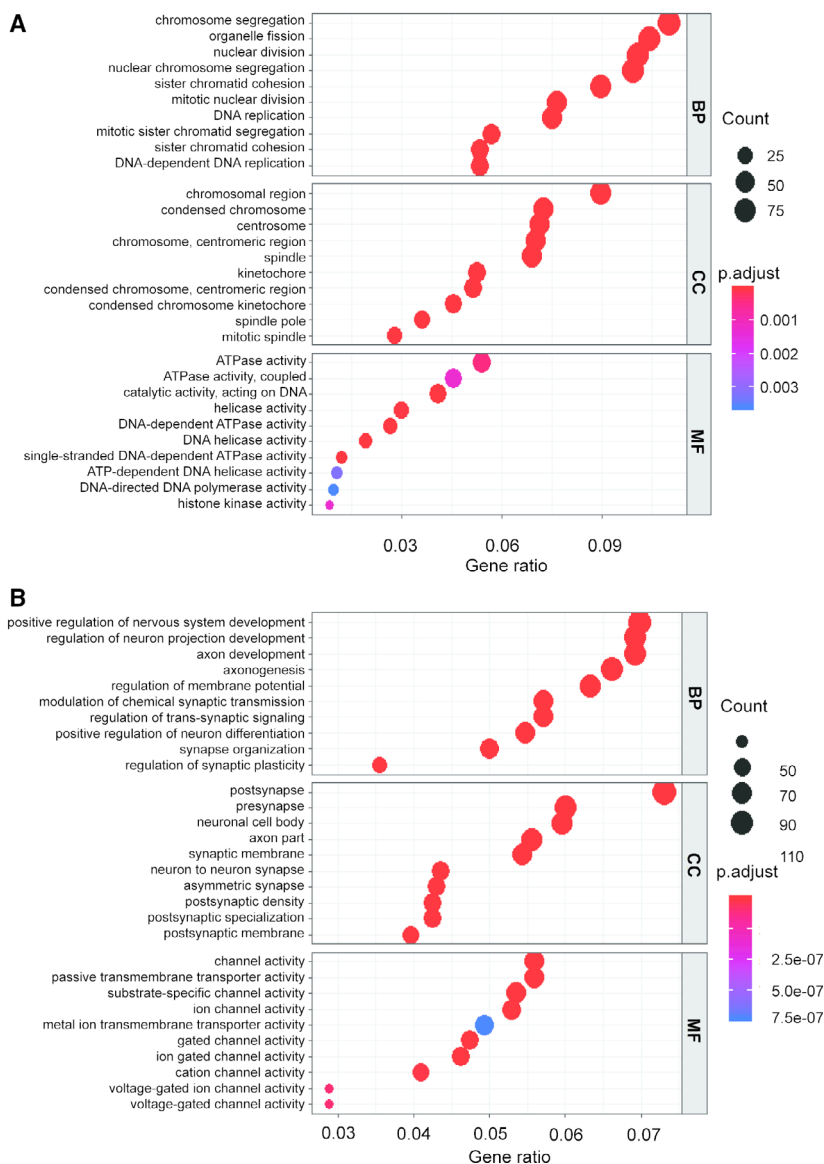 A
chromosome segregation
organelle fission
nuclear division
nuclear chromosome segregation
sister chromatid cohesion
mitotic nuclear division
DNA replication
mitotic sister chromatid segregation
sister chromatid cohesion
DNA-dependent DNA replication
BP
chromosomal region
condensed chromosome
centrosome
chromosome, centromeric region
spindle
kinetochore
condensed chromosome, centromeric region
condensed chromosome kinetochore
spindle pole
mitotic spindle
CC
ATPase activity
ATPase activity, coupled
catalytic activity, acting on DNA
helicase activity
DNA-dependent ATPase activity
DNA helicase activity
single-stranded DNA-dependent ATPase activity
ATP-dependent DNA helicase activity
DNA-directed DNA polymerase activity
histone kinase activity
MF
0.03 0.06 0.09
Gene ratio
Count
25
50
75
p.adjust
0.001
0.002
0.003
B
positive regulation of nervous system development
regulation of neuron projection development
axon development
axonogenesis
regulation of membrane potential
modulation of chemical synaptic transmission
regulation of trans-synaptic signaling
positive regulation of neuron differentiation
synapse organization
regulation of synaptic plasticity
BP
postsynapse
presynapse
neuronal cell body
axon part
synaptic membrane
neuron to neuron synapse
asymmetric synapse
postsynaptic density
postsynaptic specialization
postsynaptic membrane
CC
channel activity
passive transmembrane transporter activity
substrate-specific channel activity
ion channel activity
metal ion transmembrane transporter activity
gated channel activity
ion gated channel activity
cation channel activity
voltage-gated ion channel activity
voltage-gated channel activity
MF
0.03 0.04 0.05 0.06 0.07
Gene ratio
Count
50
70
90
110
p.adjust
2.5e-07
5.0e-07
7.5e-07